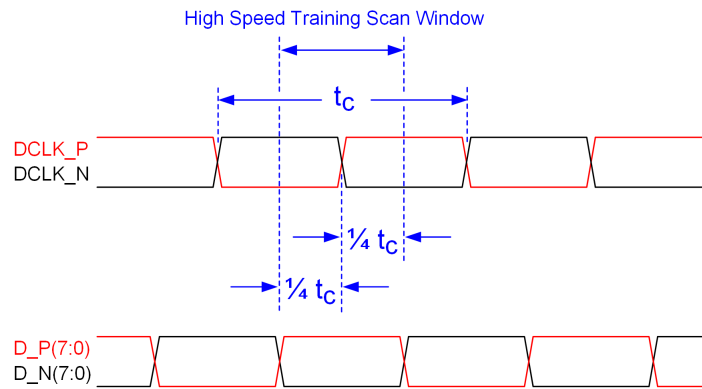 High Speed Training Scan Window
tC
DCLK_P
DCLK_N
¼ tC
¼ tC
D_P(7:0)
D_N(7:0)